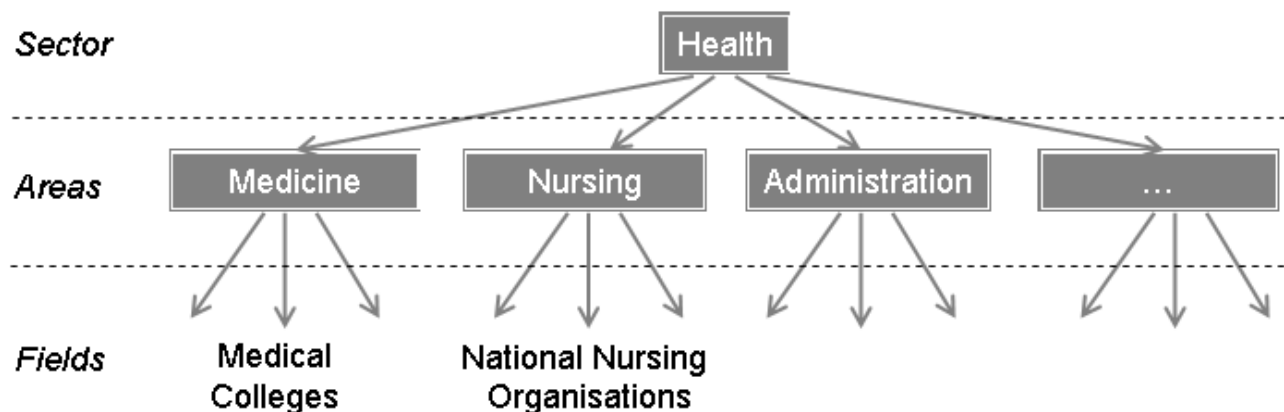 Sector
Health
Areas
Medicine
Nursing
Administration
...
Fields
Medical
Colleges
National Nursing
Organisations